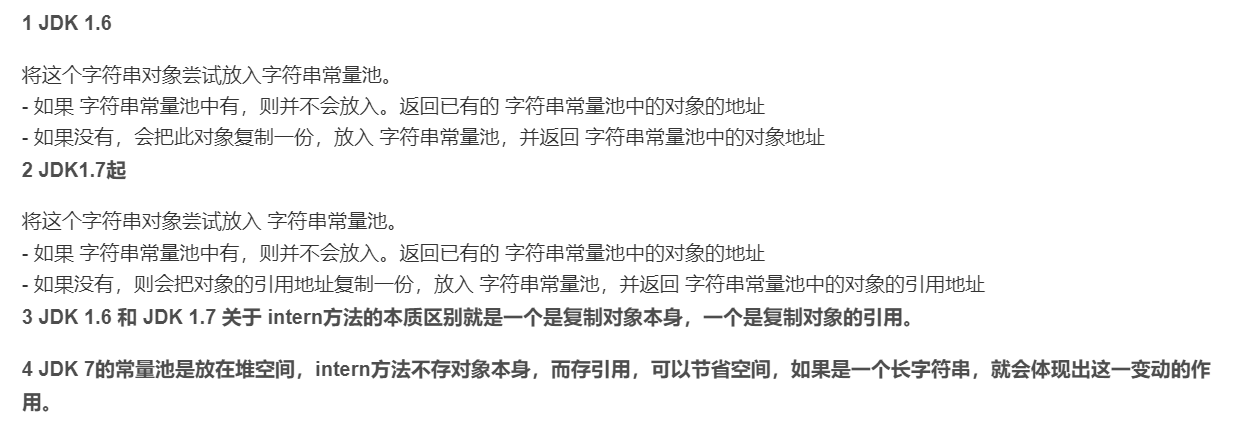 1 JDK 1.6
将这个字符串对象尝试放入字符串常量池。
- 如果 字符串常量池中有，则并不会放入。返回已有的 字符串常量池中的对象的地址
- 如果没有，会把此对象复制一份，放入 字符串常量池，并返回 字符串常量池中的对象地址
2 JDK1.7起
将这个字符串对象尝试放入 字符串常量池。
- 如果 字符串常量池中有，则并不会放入。返回已有的 字符串常量池中的对象的地址
- 如果没有，则会把对象的引用地址复制一份，放入 字符串常量池，并返回 字符串常量池中的对象的引用地址
3 JDK 1.6 和 JDK 1.7 关于 intern方法的本质区别就是一个是复制对象本身，一个是复制对象的引用。
4 JDK 7的常量池是放在堆空间，intern方法不存对象本身，而存引用，可以节省空间，如果是一个长字符串，就会体现出这一变动的作
用。